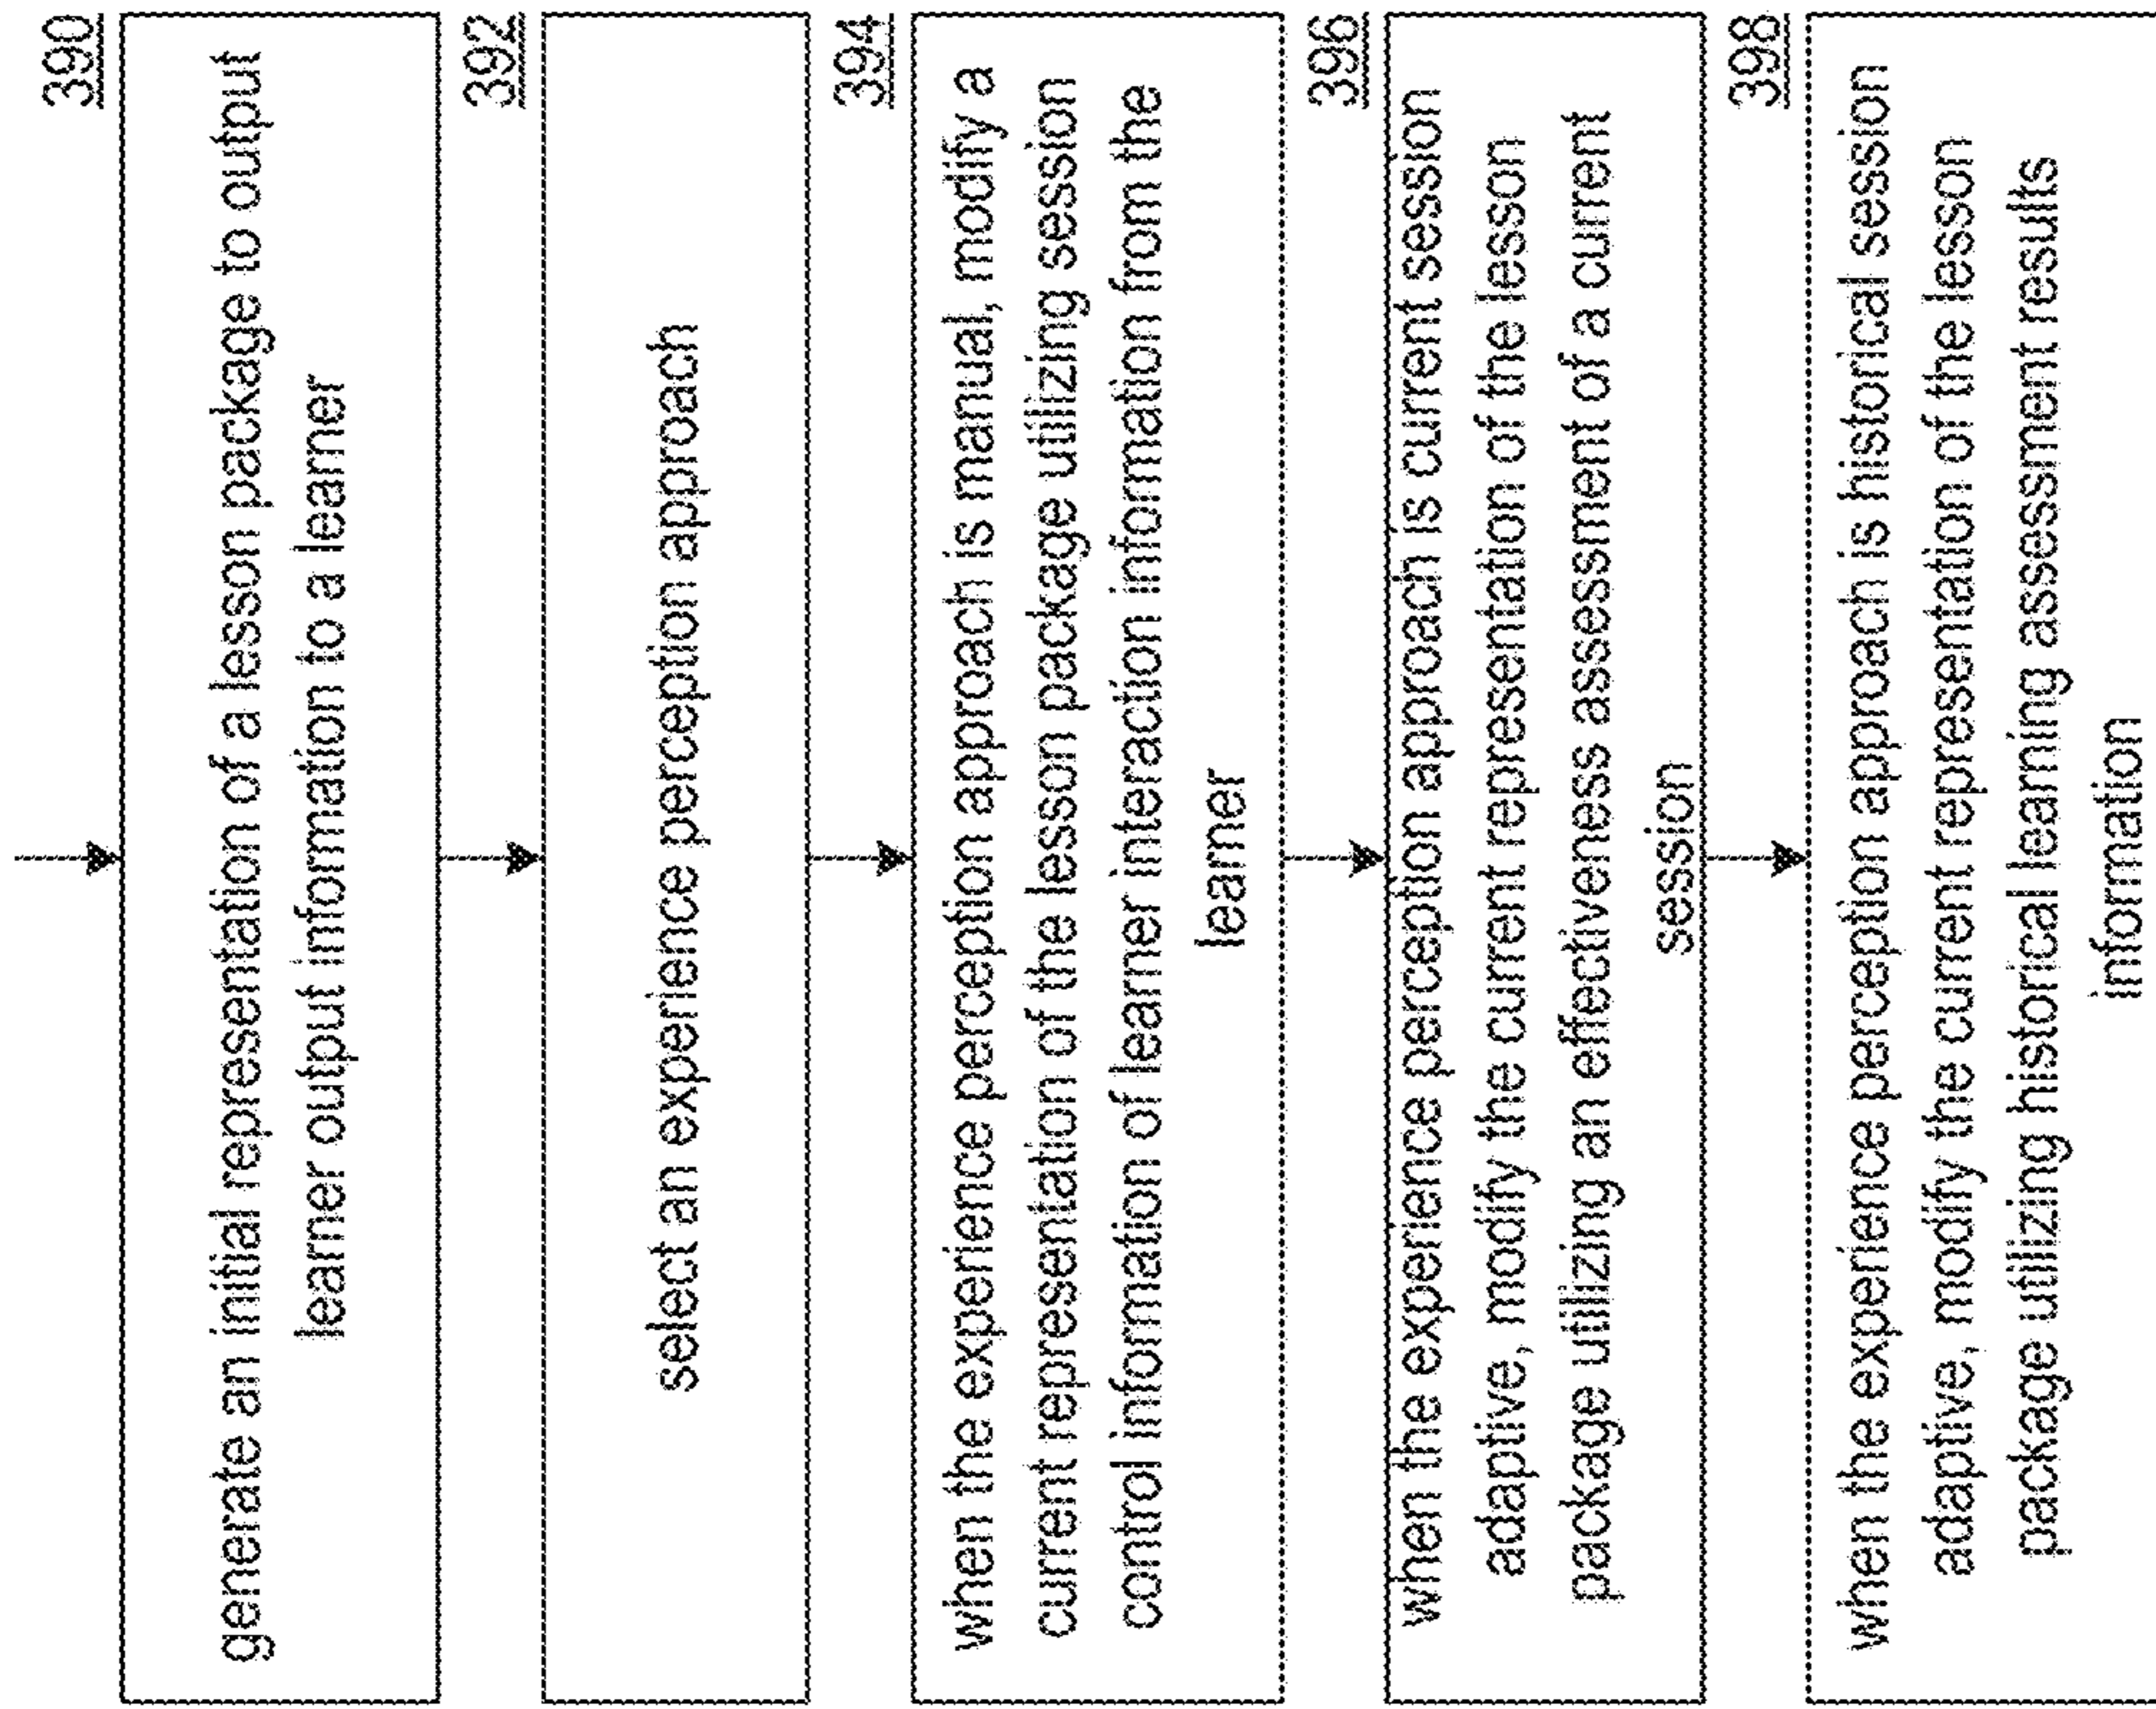 390
generate an initial representation of a lesson package to output
learner output information to a learner
392
select an experience perception approach
394
when the experience perception approach is manual, modify a
current representation of the lesson package utilizing session
control information of learner interaction information from the
learner
396
when the experience perception approach is current session
adaptive, modify the current representation of the lesson
package utilizing an effectiveness assessment of a current
session
398
when the experience perception approach is historical session
adaptive, modify the current representation of the lesson
package utilizing historical learning assessment results
information